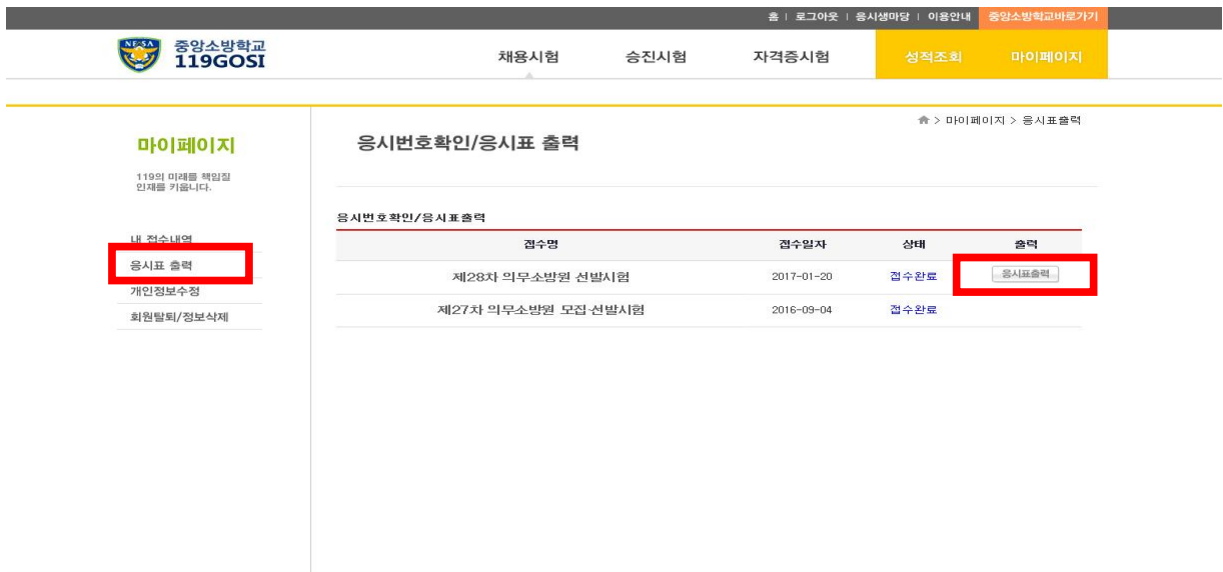 홈 | 로그아웃 | 응시생마당 | 이용안내 중앙소방학교바로가기
NFSA 중앙소방학교
119GOSI
채용시험 승진시험 자격증시험 성적조회 마이페이지
> 마이페이지 > 응시표출력
마이페이지
119의 미래를 책임질
인재를 키웁니다.
내 접수내역
응시표 출력
개인정보수정
회원탈퇴/정보삭제
응시번호확인/응시표 출력
응시번호확인/응시표출력
접수명 접수일자 상태 출력
제28차 의무소방원 선발시험 2017-01-20 접수완료 응시표출력
제27차 의무소방원 모집·선발시험 2016-09-04 접수완료